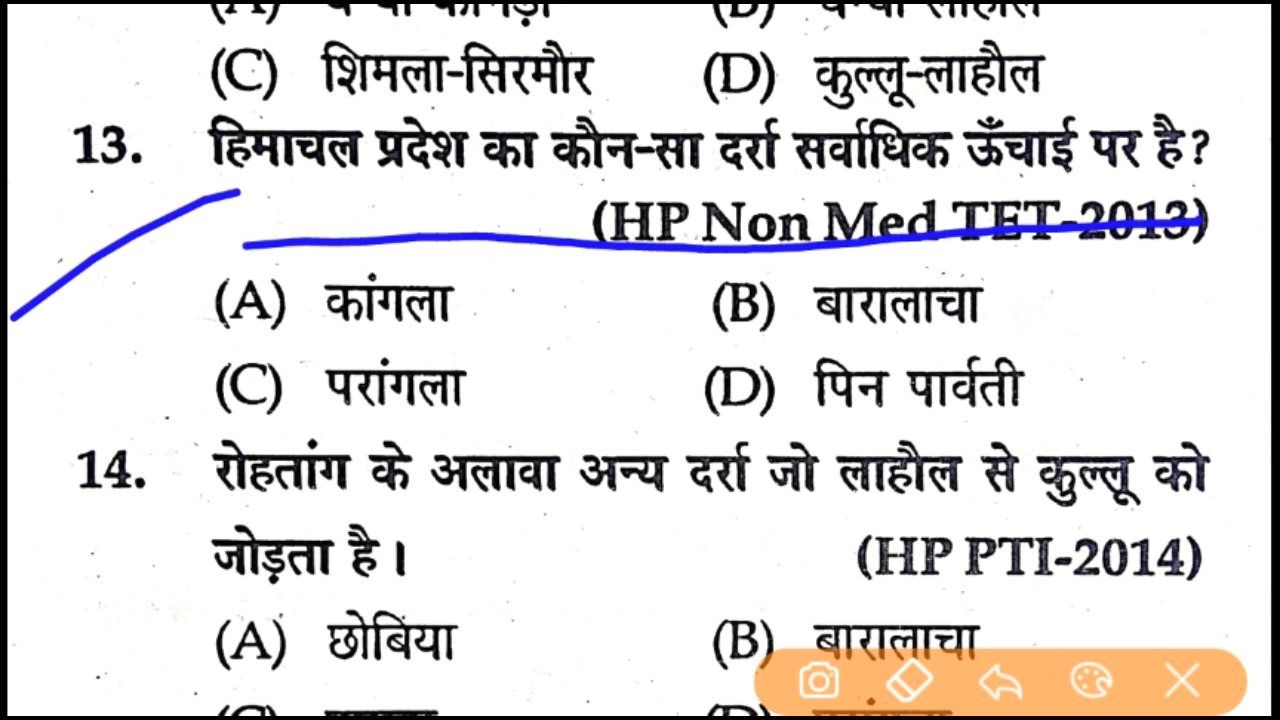 (C) शिमला-सिरमौर (D) कुल्लू-लाहौल
13. हिमाचल प्रदेश का कौन-सा दर्रा सर्वाधिक ऊँचाई पर है?
(HP Non Med TET-2013)
(A) कांगला (B) बारालाचा
(C) परांगला (D) पिन पार्वती
14. रोहतांग के अलावा अन्य दर्रा जो लाहौल से कुल्लू को
जोड़ता है।
(HP PTI-2014)
(A) छोबिया (B) बारालाचा